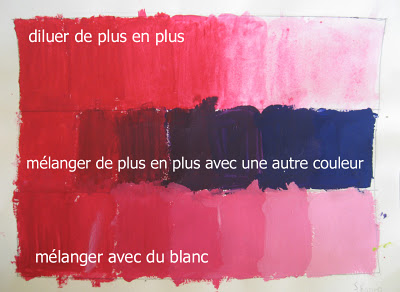 diluer de plus en plus
mélanger de plus en plus avec une autre couleur
mélanger avec du blanc